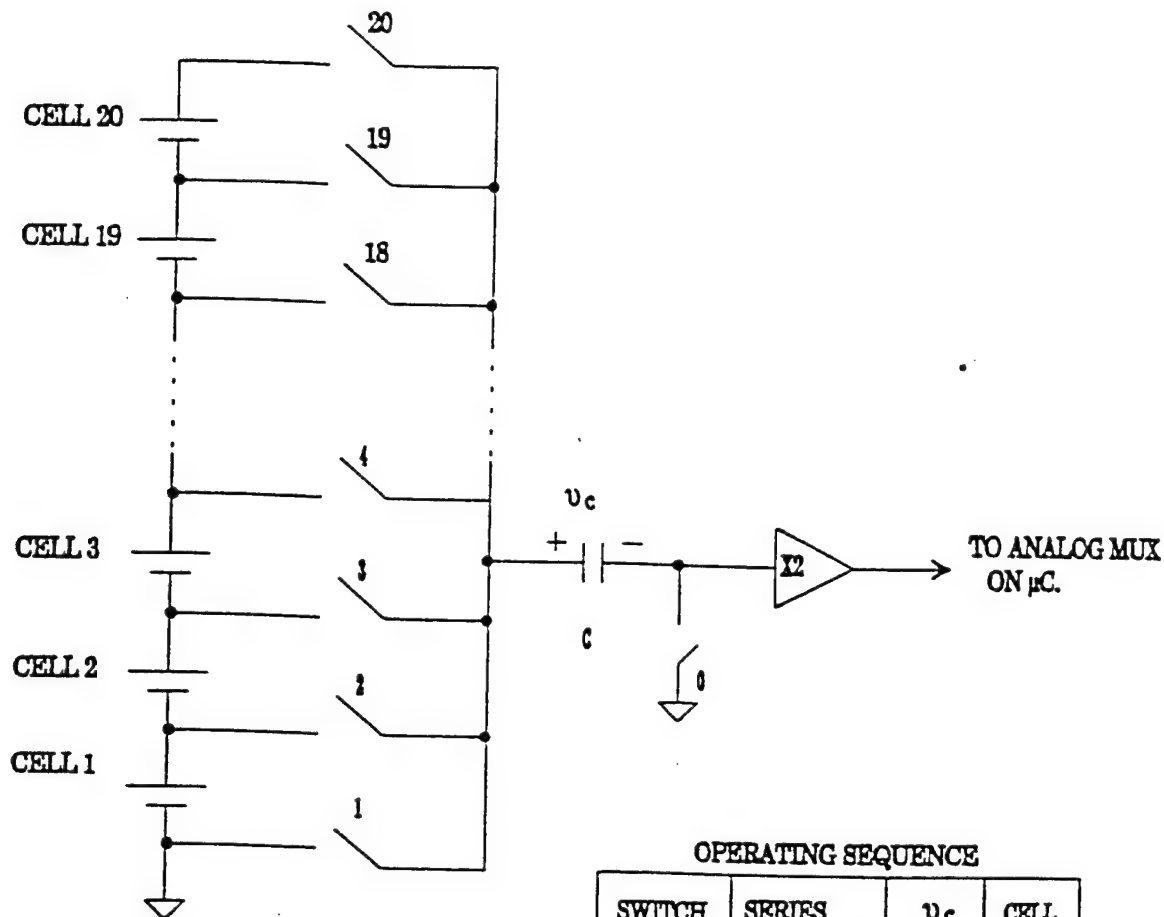 20
CELL 20
19
CELL 19
18
4
υc
CELL 3
+ −
X2
TO ANALOG MUX
ON µC.
3
C
CELL 2
2
0
CELL 1
1
OPERATING SEQUENCE
SWITCH SERIES υc CELL